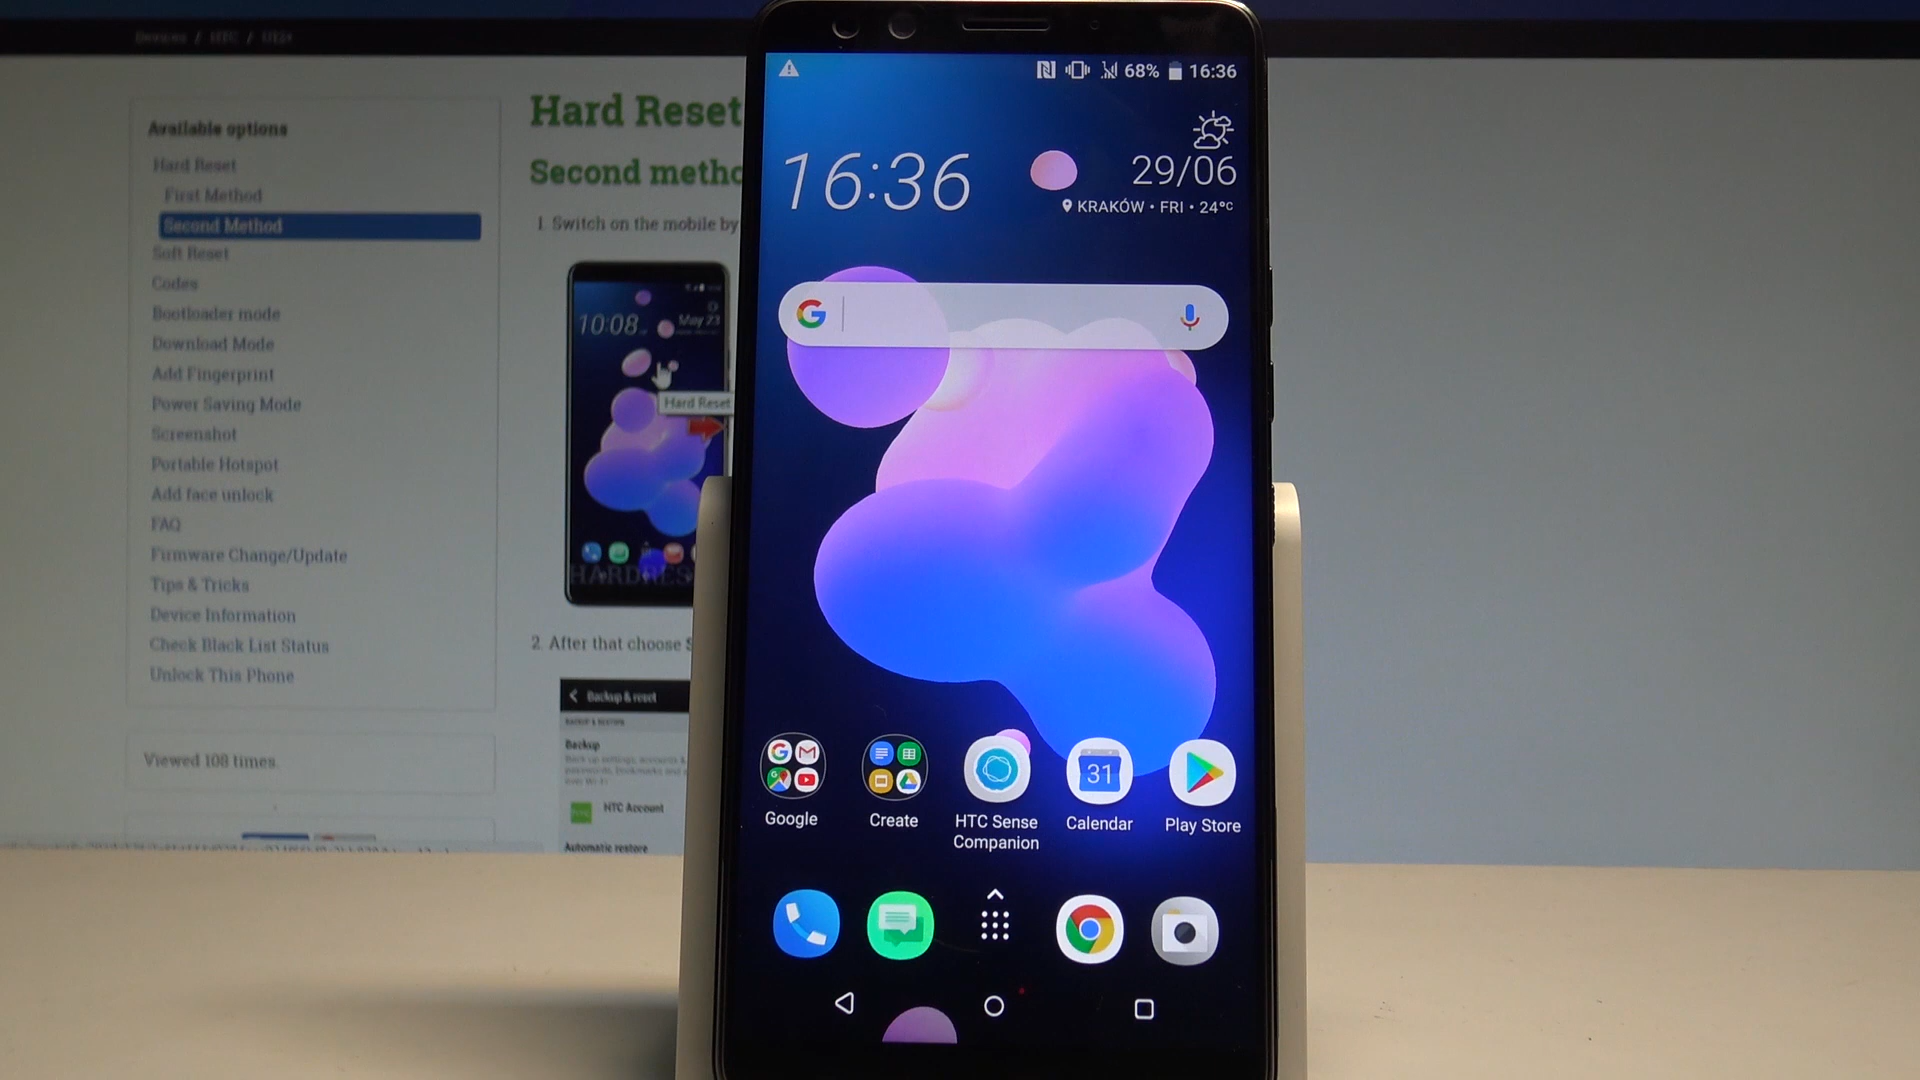 Devices / HTC / U12+
Available options
Hard Reset
First Method
Second Method
Soft Reset
Codes
Bootloader mode
Download Mode
Add Fingerprint
Power Saving Mode
Screenshot
Portable Hotspot
Add face unlock
FAQ
Firmware Change/Update
Tips & Tricks
Device Information
Check Black List Status
Unlock This Phone
Viewed 108 times.
Hard Reset
Second metho
1. Switch on the mobile by
10:08
May 23
Hard Reset
HARDRES
2. After that choose S
Backup & reset
Backup
HTC Account
Automatic restore
68% 16:36
16:36
29/06
KRAKÓW • FRI • 24°C
Google
Create
HTC Sense
Companion
31
Calendar
Play Store